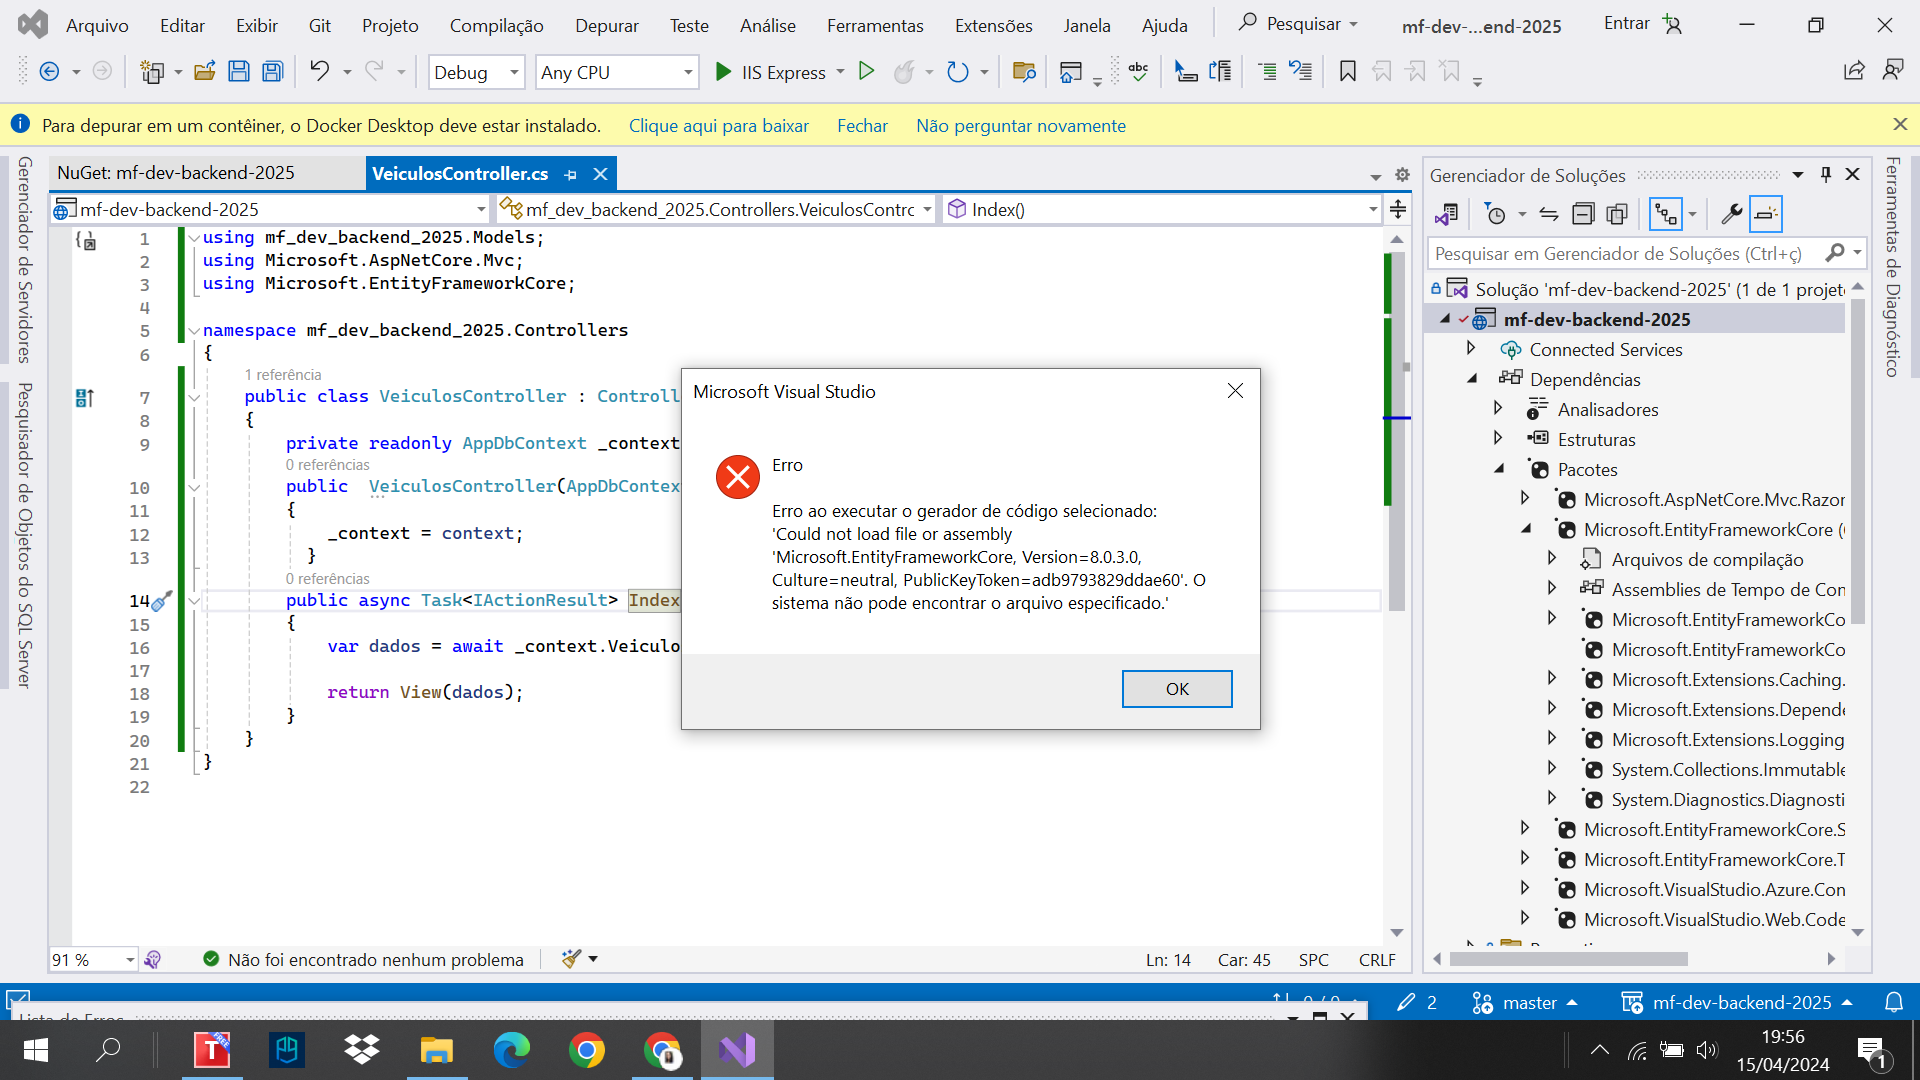 Arquivo Editar Exibir Git Projeto Compilação Depurar Teste Análise Ferramentas Extensões Janela Ajuda Pesquisar mf-dev-...end-2025 Entrar
Debug Any CPU IIS Express abc
Para depurar em um contêiner, o Docker Desktop deve estar instalado. Clique aqui para baixar Fechar Não perguntar novamente
Gerenciador de Servidores
Pesquisador de Objetos do SQL Server
NuGet: mf-dev-backend-2025 VeiculosController.cs
mf-dev-backend-2025 mf_dev_backend_2025.Controllers.VeiculosContrc Index()
1 using mf_dev_backend_2025.Models;
2 using Microsoft.AspNetCore.Mvc;
3 using Microsoft.EntityFrameworkCore;
4
5 namespace mf_dev_backend_2025.Controllers
6 {
1 referência
7 public class VeiculosController : Controll
8 {
9 private readonly AppDbContext _context
0 referências
10 public VeiculosController(AppDbContex
11 {
12 _context = context;
13 }
0 referências
14 public async Task<IActionResult> Index
15 {
16 var dados = await _context.Veiculo
17
18 return View(dados);
19 }
20 }
21 }
22
Microsoft Visual Studio
Erro
Erro ao executar o gerador de código selecionado:
'Could not load file or assembly
'Microsoft.EntityFrameworkCore, Version=8.0.3.0,
Culture=neutral, PublicKeyToken=adb9793829ddae60'. O
sistema não pode encontrar o arquivo especificado.'
OK
91 % Não foi encontrado nenhum problema Ln: 14 Car: 45 SPC CRLF
Gerenciador de Soluções
Pesquisar em Gerenciador de Soluções (Ctrl+ç)
Solução 'mf-dev-backend-2025' (1 de 1 projet
mf-dev-backend-2025
Connected Services
Dependências
Analisadores
Estruturas
Pacotes
Microsoft.AspNetCore.Mvc.Razor
Microsoft.EntityFrameworkCore (
Arquivos de compilação
Assemblies de Tempo de Con
Microsoft.EntityFrameworkCo
Microsoft.EntityFrameworkCo
Microsoft.Extensions.Caching.
Microsoft.Extensions.Depende
Microsoft.Extensions.Logging
System.Collections.Immutable
System.Diagnostics.Diagnosti
Microsoft.EntityFrameworkCore.S
Microsoft.EntityFrameworkCore.T
Microsoft.VisualStudio.Azure.Con
Microsoft.VisualStudio.Web.Code
Ferramentas de Diagnóstico
0 / 0 2 master mf-dev-backend-2025
Lista de Erros
T FREE
19:56
15/04/2024
1